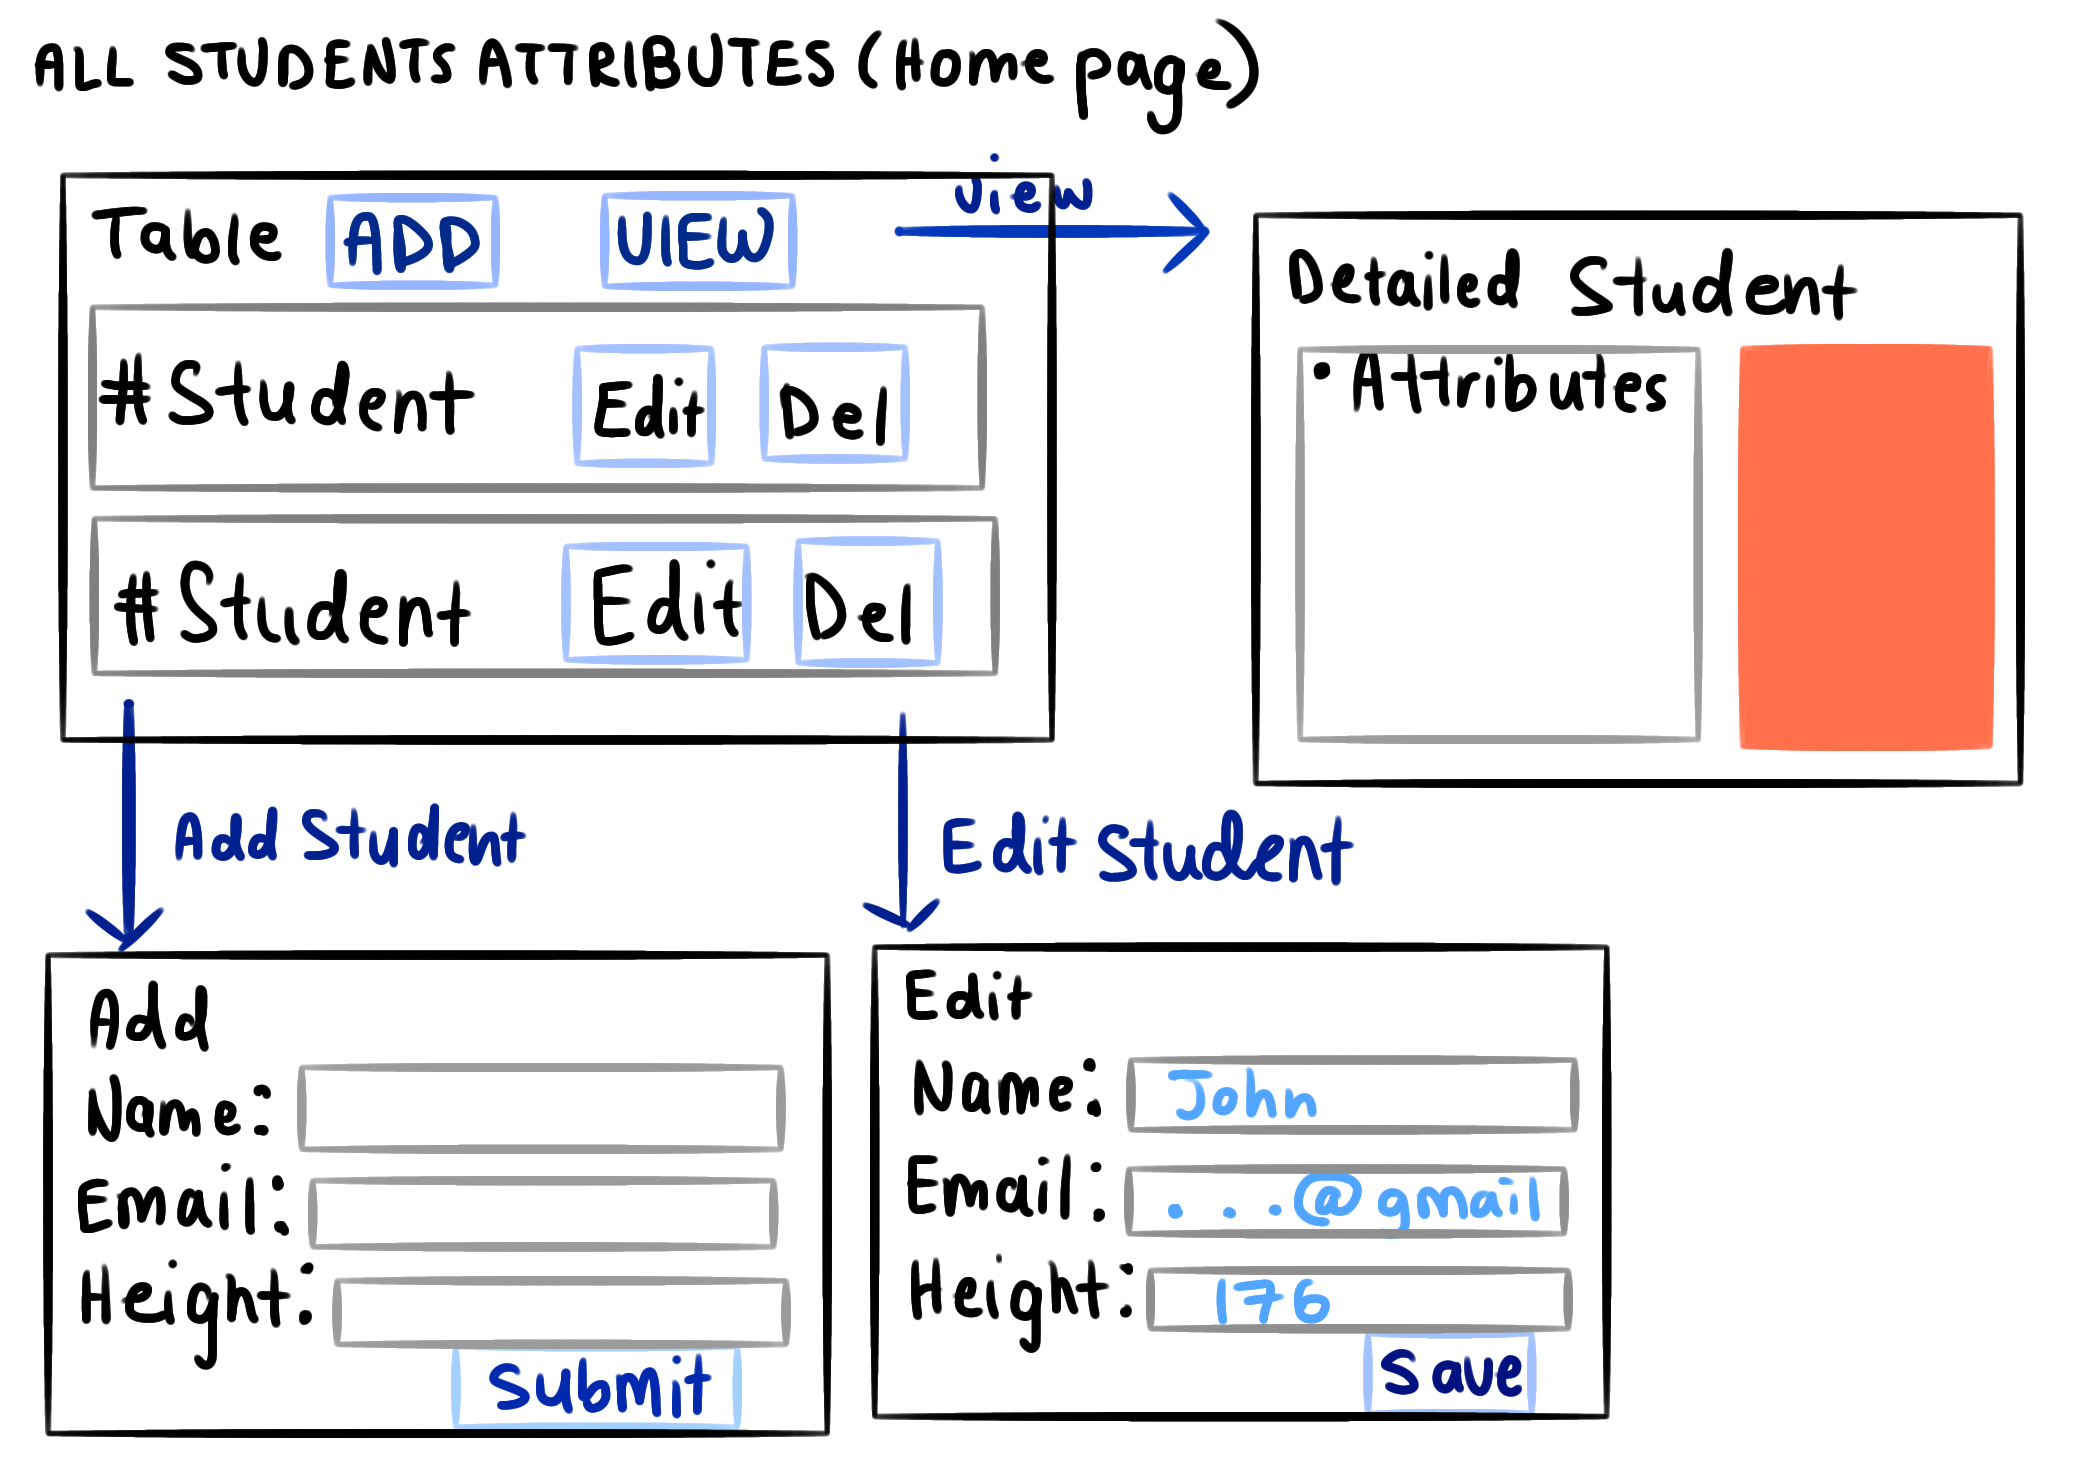 ALL STUDENTS ATTRIBUTES (Home page)
Table ADD VIEW
view
#Student Edit Del
#Student Edit Del
Detailed Student
• Attributes
Add Student
Edit Student
Add
Name:
Email:
Height:
Submit
Edit
Name: John
Email: ...@gmail
Height: 176
Save